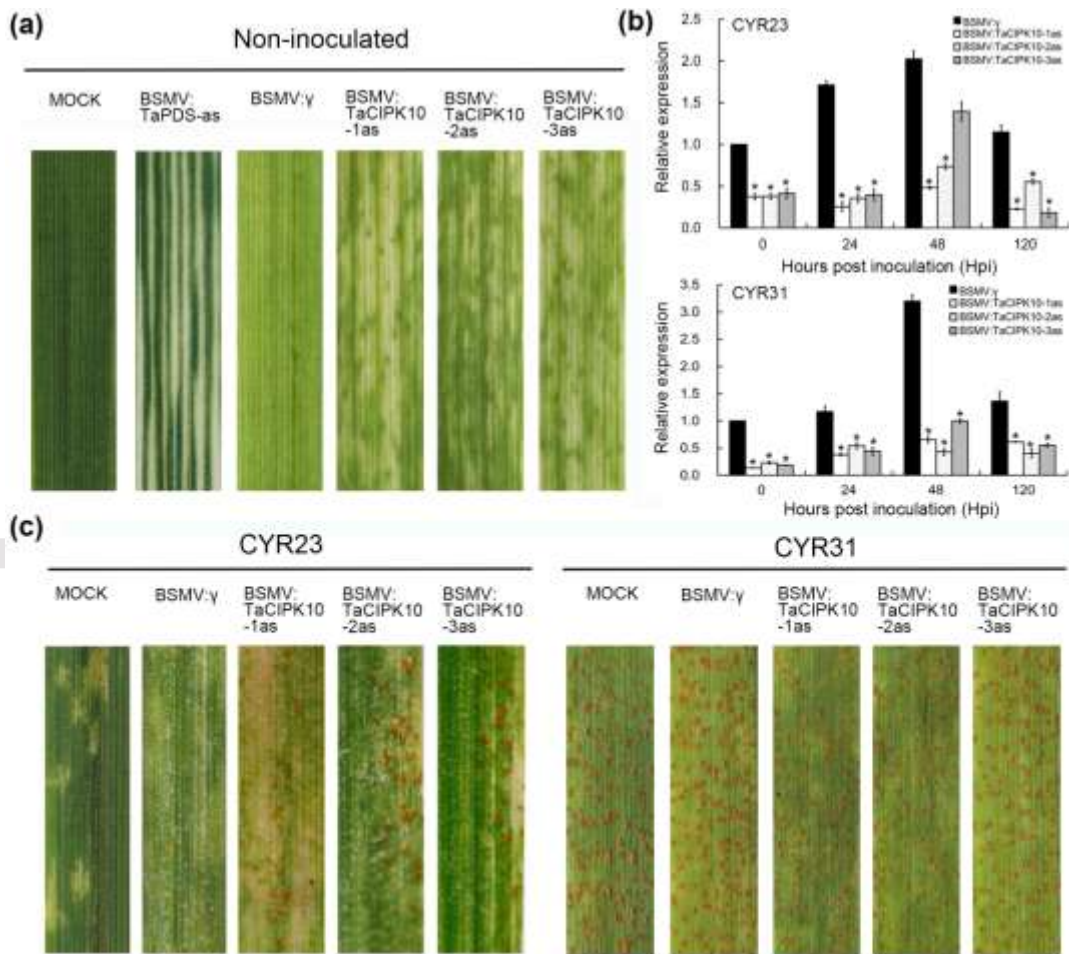 (a)
Non-inoculated
MOCK
BSMV:
TaPDS-as
BSMV:γ
BSMV:
TaCIPK10
-1as
BSMV:
TaCIPK10
-2as
BSMV:
TaCIPK10
-3as
(b)
CYR23
BSMV:γ
BSMV:TaCIPK10-1as
BSMV:TaCIPK10-2as
BSMV:TaCIPK10-3as
Relative expression
2.5
2.0
1.5
1.0
0.5
0.0
* * *
* * *
* *
* * *
0 24 48 120
Hours post inoculation (Hpi)
CYR31
BSMV:γ
BSMV:TaCIPK10-1as
BSMV:TaCIPK10-2as
BSMV:TaCIPK10-3as
Relative expression
3.5
3.0
2.5
2.0
1.5
1.0
0.5
0.0
* * *
* * *
* * *
* * *
0 24 48 120
Hours post inoculation (Hpi)
(c)
CYR23
MOCK
BSMV:γ
BSMV:
TaCIPK10
-1as
BSMV:
TaCIPK10
-2as
BSMV:
TaCIPK10
-3as
CYR31
MOCK
BSMV:γ
BSMV:
TaCIPK10
-1as
BSMV:
TaCIPK10
-2as
BSMV:
TaCIPK10
-3as